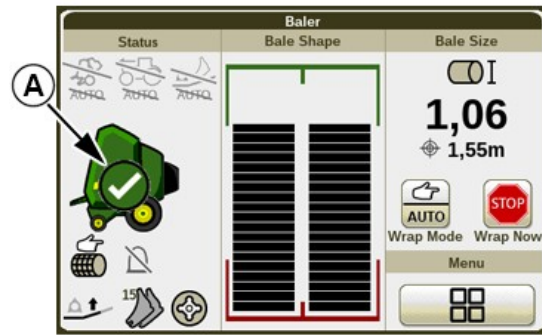 Baler
Status
Bale Shape
Bale Size
A
AUTO
AUTO
AUTO
1,06
1,55m
AUTO
STOP
Wrap Mode
Wrap Now
Menu
15